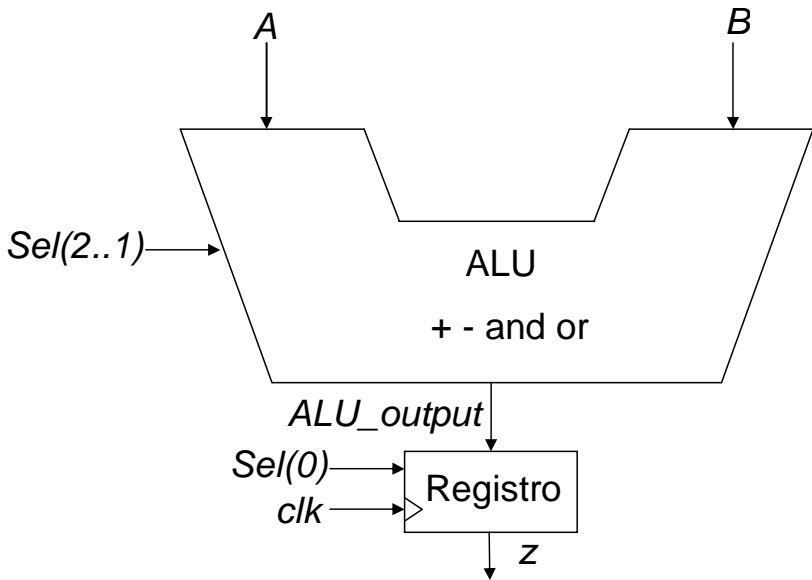 A
B
Sel(2..1)
ALU
+ - and or
ALU_output
Sel(0)
Registro
clk
z